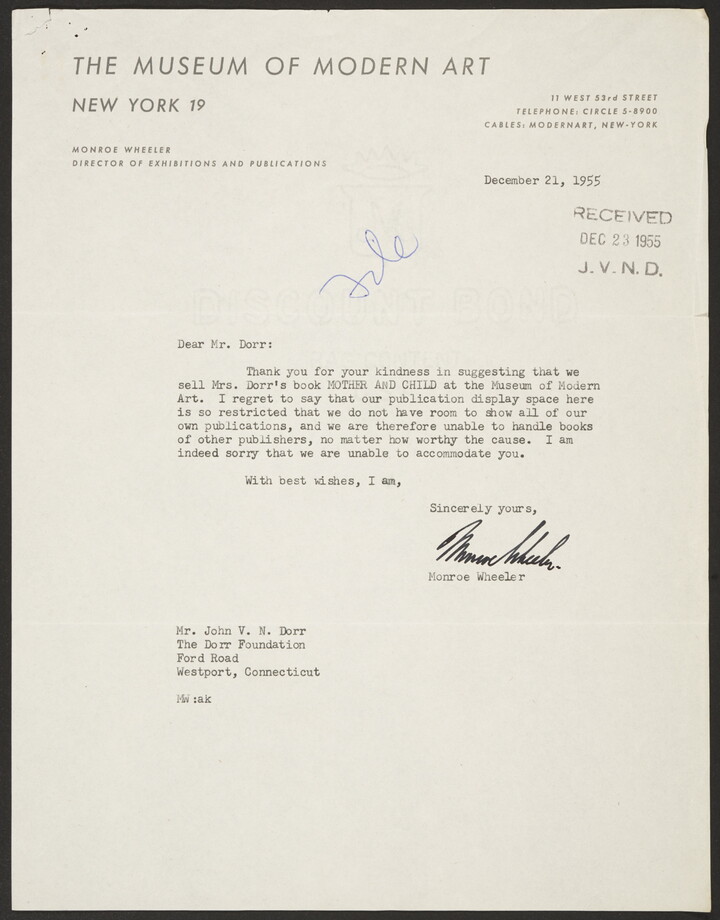 THE MUSEUM OF MODERN ART
NEW YORK 19
11 WEST 53rd STREET
TELEPHONE: CIRCLE 5-8900
CABLES: MODERNART, NEW-YORK
MONROE WHEELER
DIRECTOR OF EXHIBITIONS AND PUBLICATIONS
December 21, 1955
RECEIVED
DEC 23 1955
J. V. N. D.
file
DISCOUNT BOND
Dear Mr. Dorr:
Thank you for your kindness in suggesting that we
sell Mrs. Dorr's book MOTHER AND CHILD at the Museum of Modern
Art. I regret to say that our publication display space here
is so restricted that we do not have room to show all of our
own publications, and we are therefore unable to handle books
of other publishers, no matter how worthy the cause. I am
indeed sorry that we are unable to accommodate you.
With best wishes, I am,
Sincerely yours,
Monroe Wheeler.
Monroe Wheeler
Mr. John V. N. Dorr
The Dorr Foundation
Ford Road
Westport, Connecticut
MW:ak